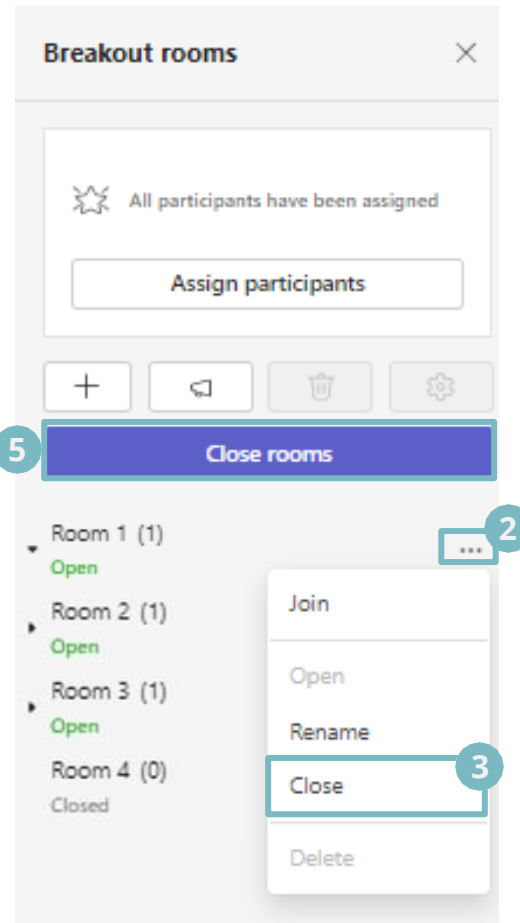 Breakout rooms
All participants have been assigned
Assign participants
5
Close rooms
Room 1 (1)
Open
... 2
Room 2 (1)
Open
Room 3 (1)
Open
Room 4 (0)
Closed
Join
Open
Rename
Close 3
Delete